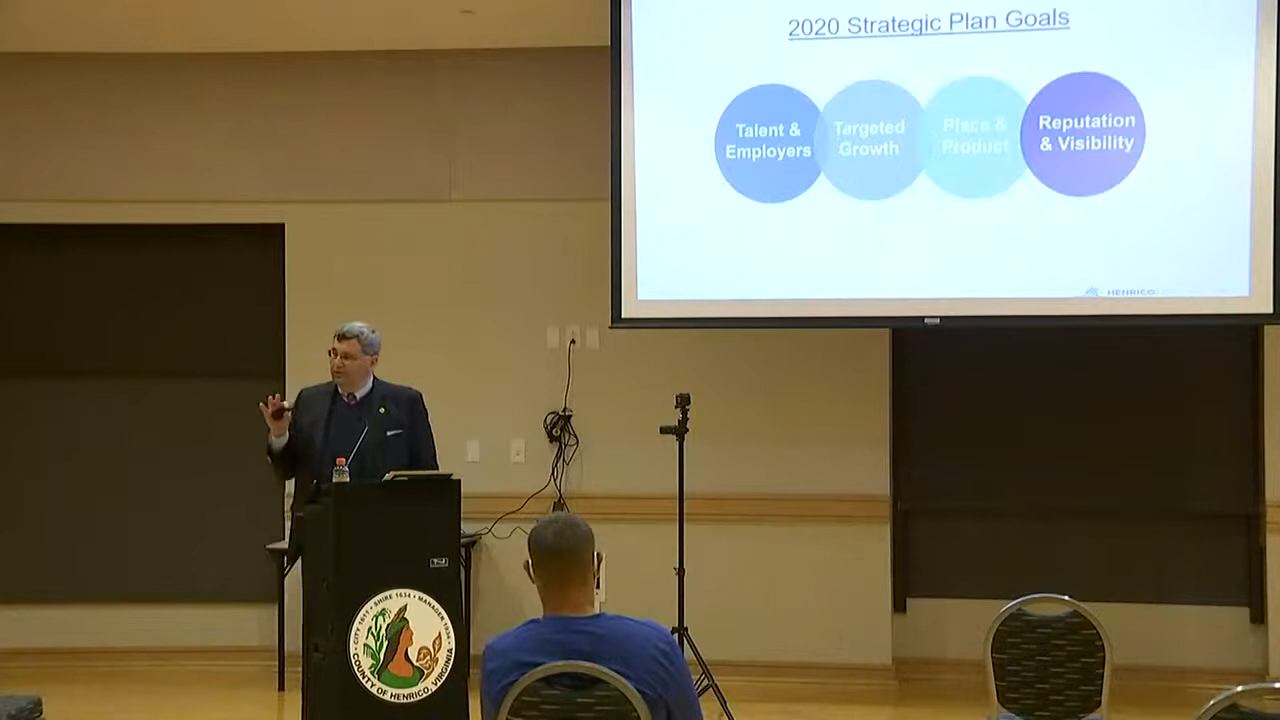 2020 Strategic Plan Goals
Talent &
Employers
Targeted
Growth
Place &
Product
Reputation
& Visibility
HENRICO
CITY 1611 • SHIRE 1634 • MANAGER 1934 •
COUNTY OF HENRICO, VIRGINIA